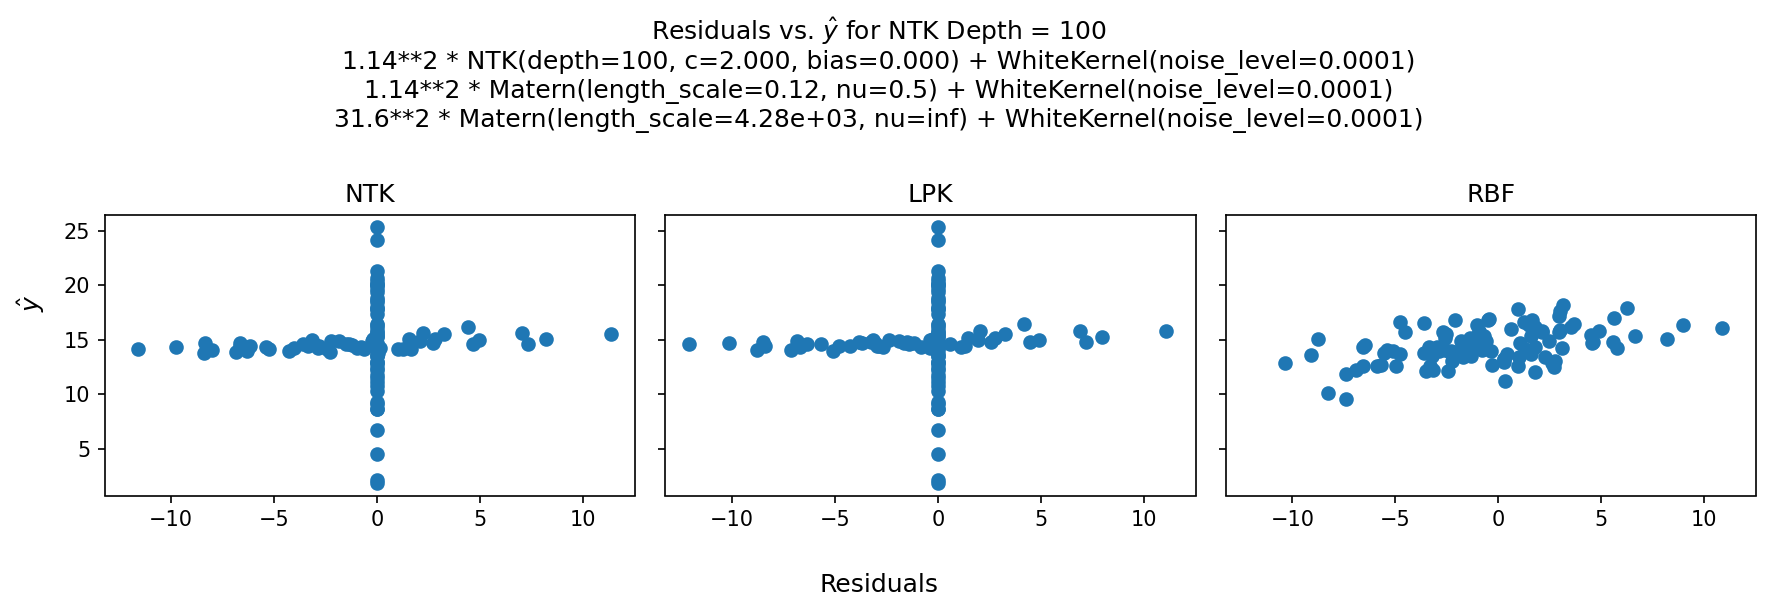 Residuals vs. ŷ for NTK Depth = 100
1.14**2 * NTK(depth=100, c=2.000, bias=0.000) + WhiteKernel(noise_level=0.0001)
1.14**2 * Matern(length_scale=0.12, nu=0.5) + WhiteKernel(noise_level=0.0001)
31.6**2 * Matern(length_scale=4.28e+03, nu=inf) + WhiteKernel(noise_level=0.0001)
NTK LPK RBF
ŷ
25
20
15
10
5
−10 −5 0 5 10 −10 −5 0 5 10 −10 −5 0 5 10
Residuals